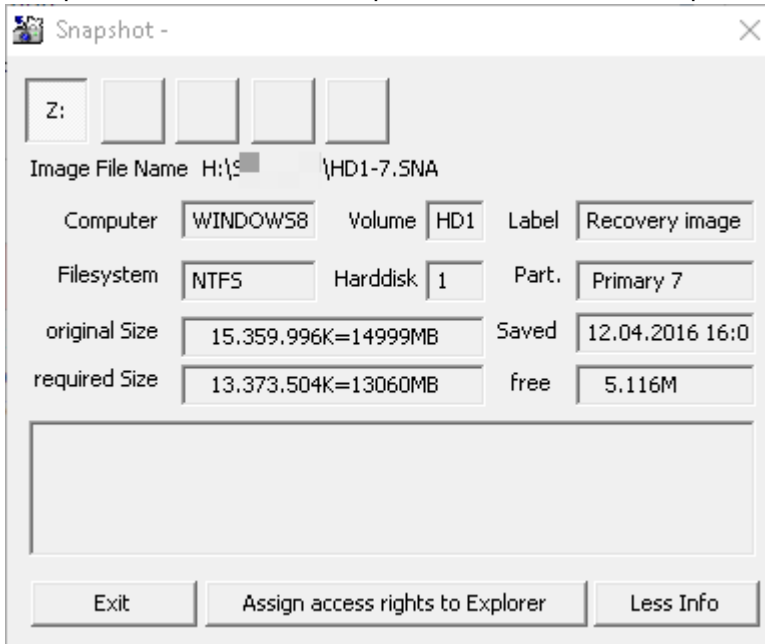 Snapshot -
Z:
Image File Name H:\S \HD1-7.SNA
Computer WINDOWS8 Volume HD1 Label Recovery image
Filesystem NTFS Harddisk 1 Part. Primary 7
original Size 15.359.996K=14999MB Saved 12.04.2016 16:0
required Size 13.373.504K=13060MB free 5.116M
Exit Assign access rights to Explorer Less Info